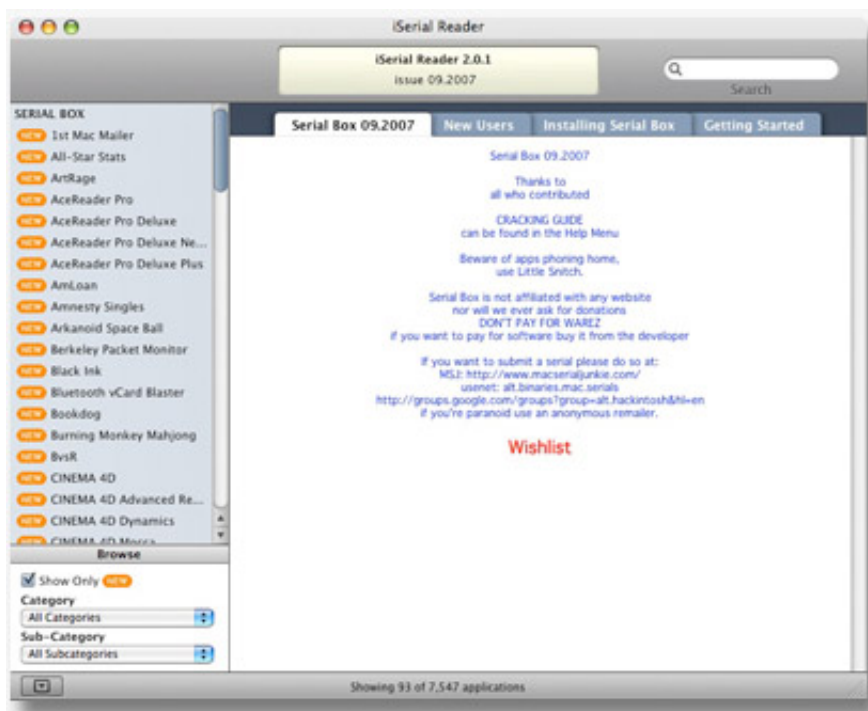 iSerial Reader
iSerial Reader 2.0.1
issue 09.2007
Search
SERIAL BOX
NEW 1st Mac Mailer
NEW All-Star Stats
NEW ArtRage
NEW AceReader Pro
NEW AceReader Pro Deluxe
NEW AceReader Pro Deluxe Ne...
NEW AceReader Pro Deluxe Plus
NEW AmLoan
NEW Amnesty Singles
NEW Arkanoid Space Ball
NEW Berkeley Packet Monitor
NEW Black Ink
NEW Bluetooth vCard Blaster
NEW Bookdog
NEW Burning Monkey Mahjong
NEW BvsR
NEW CINEMA 4D
NEW CINEMA 4D Advanced Re...
NEW CINEMA 4D Dynamics
NEW CINEMA 4D Mocca
Browse
Show Only NEW
Category
All Categories
Sub-Category
All Subcategories
Serial Box 09.2007 New Users Installing Serial Box Getting Started
Serial Box 09.2007
Thanks to
all who contributed
CRACKING GUIDE
can be found in the Help Menu
Beware of apps phoning home,
use Little Snitch.
Serial Box is not affiliated with any website
nor will we ever ask for donations
DON'T PAY FOR WAREZ
if you want to pay for software buy it from the developer
If you want to submit a serial please do so at:
MSJ: http://www.macserialjunkie.com/
usenet: alt.binaries.mac.serials
http://groups.google.com/groups?group=alt.hackintosh&hl=en
if you're paranoid use an anonymous remailer.
Wishlist
Showing 93 of 7,547 applications